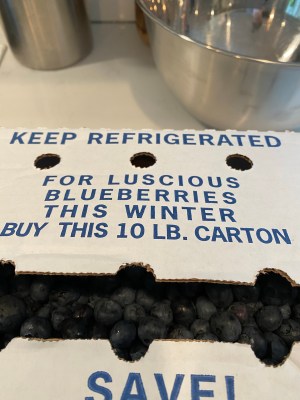 KEEP REFRIGERATED
FOR LUSCIOUS
BLUEBERRIES
THIS WINTER
BUY THIS 10 LB. CARTON
SAVE!